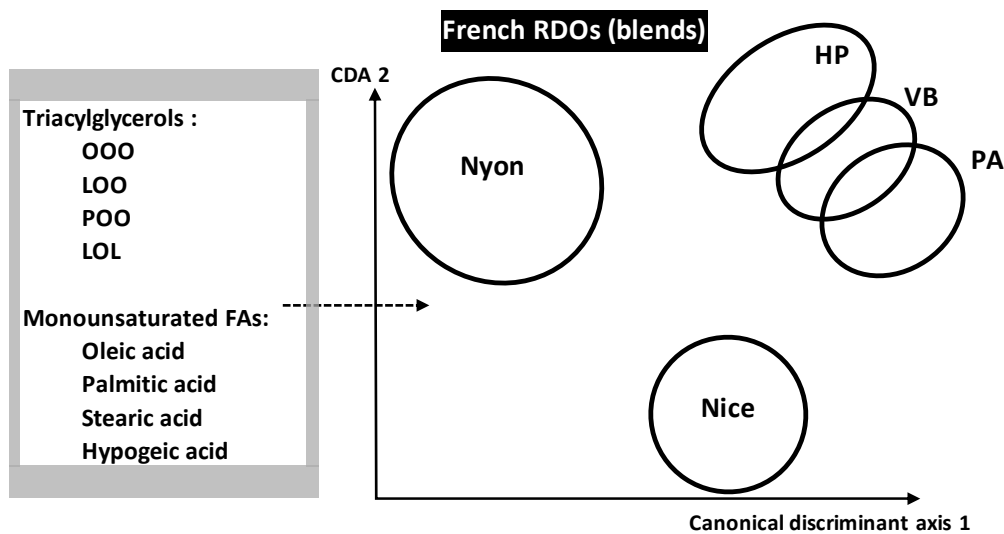 French RDOs (blends)
CDA 2
Triacylglycerols :
OOO
LOO
POO
LOL
Monounsaturated FAs:
Oleic acid
Palmitic acid
Stearic acid
Hypogeic acid
HP
VB
PA
Nyon
Nice
Canonical discriminant axis 1